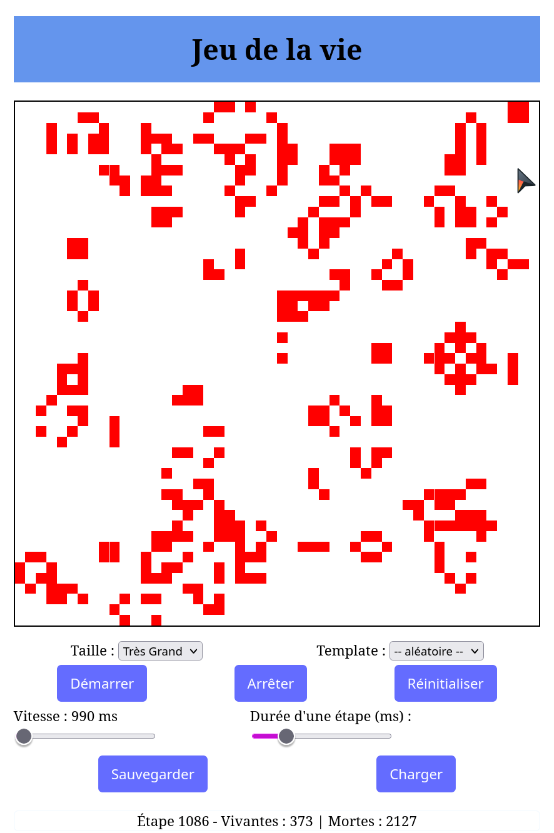 Jeu de la vie
Taille : Très Grand
Template : -- aléatoire --
Démarrer
Arrêter
Réinitialiser
Vitesse : 990 ms
Durée d'une étape (ms) :
Sauvegarder
Charger
Étape 1086 - Vivantes : 373 | Mortes : 2127